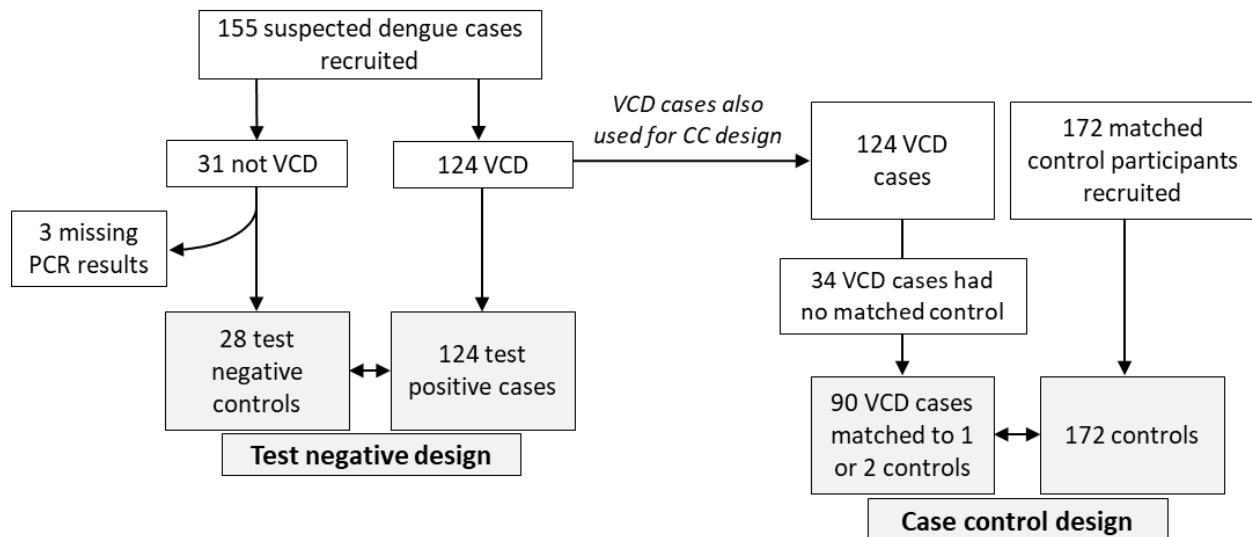 155 suspected dengue cases
recruited
31 not VCD
124 VCD
VCD cases also
used for CC design
124 VCD
cases
172 matched
control participants
recruited
3 missing
PCR results
34 VCD cases had
no matched control
28 test
negative
controls
124 test
positive cases
90 VCD cases
matched to 1
or 2 controls
172 controls
Test negative design
Case control design